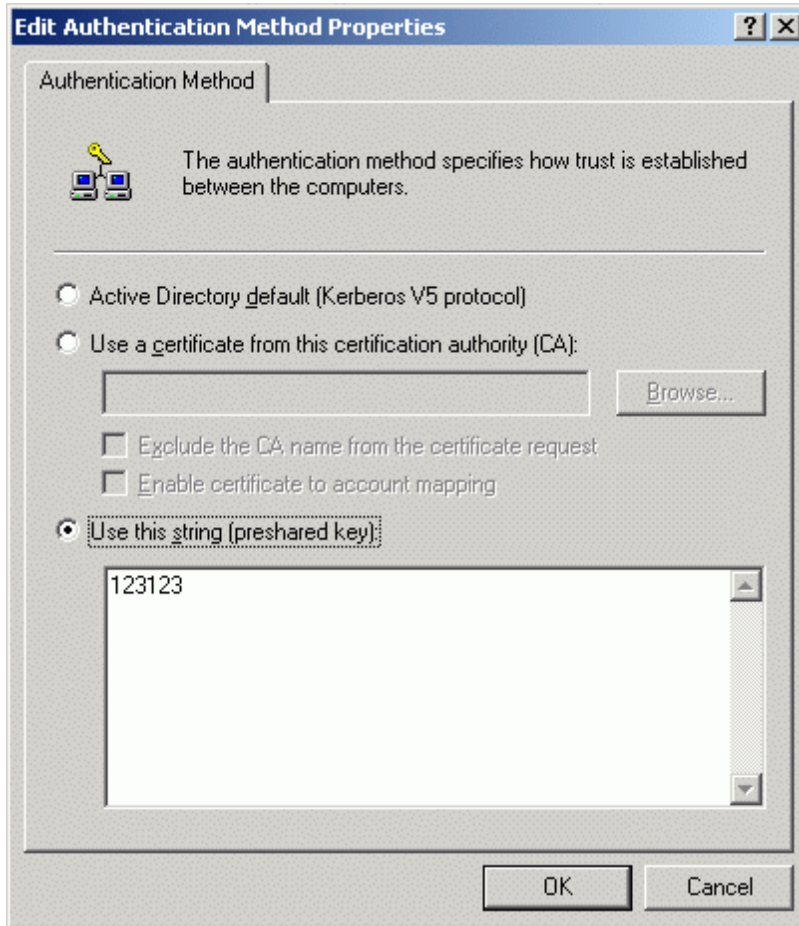 Edit Authentication Method Properties
Authentication Method
The authentication method specifies how trust is established
between the computers.
Active Directory default (Kerberos V5 protocol)
Use a certificate from this certification authority (CA):
Browse...
Exclude the CA name from the certificate request
Enable certificate to account mapping
Use this string (preshared key):
123123
OK
Cancel